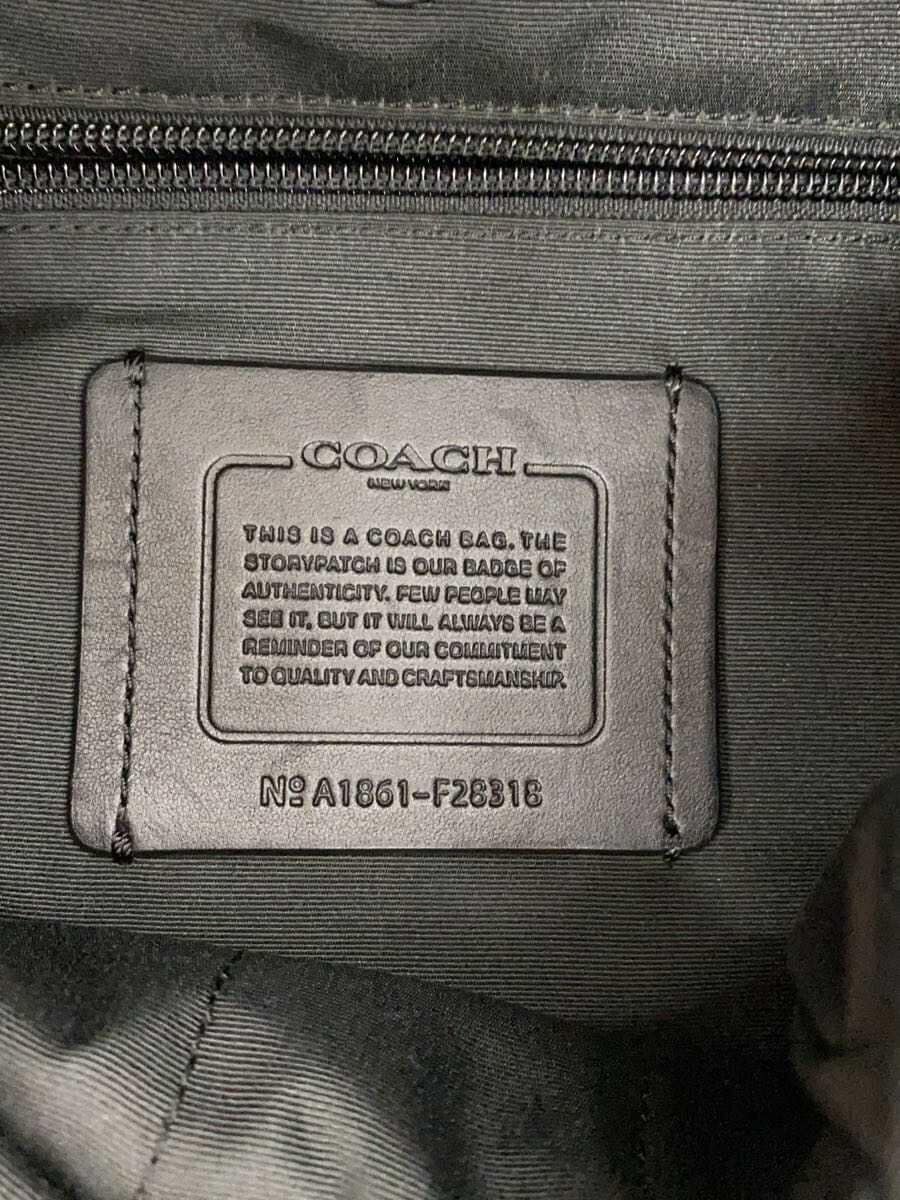 COACH
NEW YORK
THIS IS A COACH BAG. THE
STORYPATCH IS OUR BADGE OF
AUTHENTICITY. FEW PEOPLE MAY
SEE IT, BUT IT WILL ALWAYS BE A
REMINDER OF OUR COMMITMENT
TO QUALITY AND CRAFTSMANSHIP.
Nº A1861-F28318